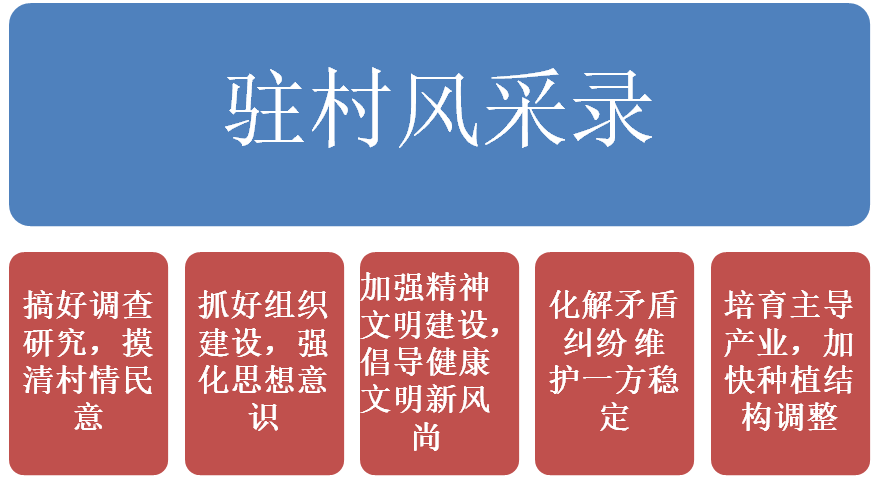 驻村风采录
搞好调查
研究，摸
清村情民
意
抓好组织
建设，强
化思想意
识
加强精神
文明建设，
倡导健康
文明新风
尚
化解矛盾
纠纷 维
护一方稳
定
培育主导
产业，加
快种植结
构调整